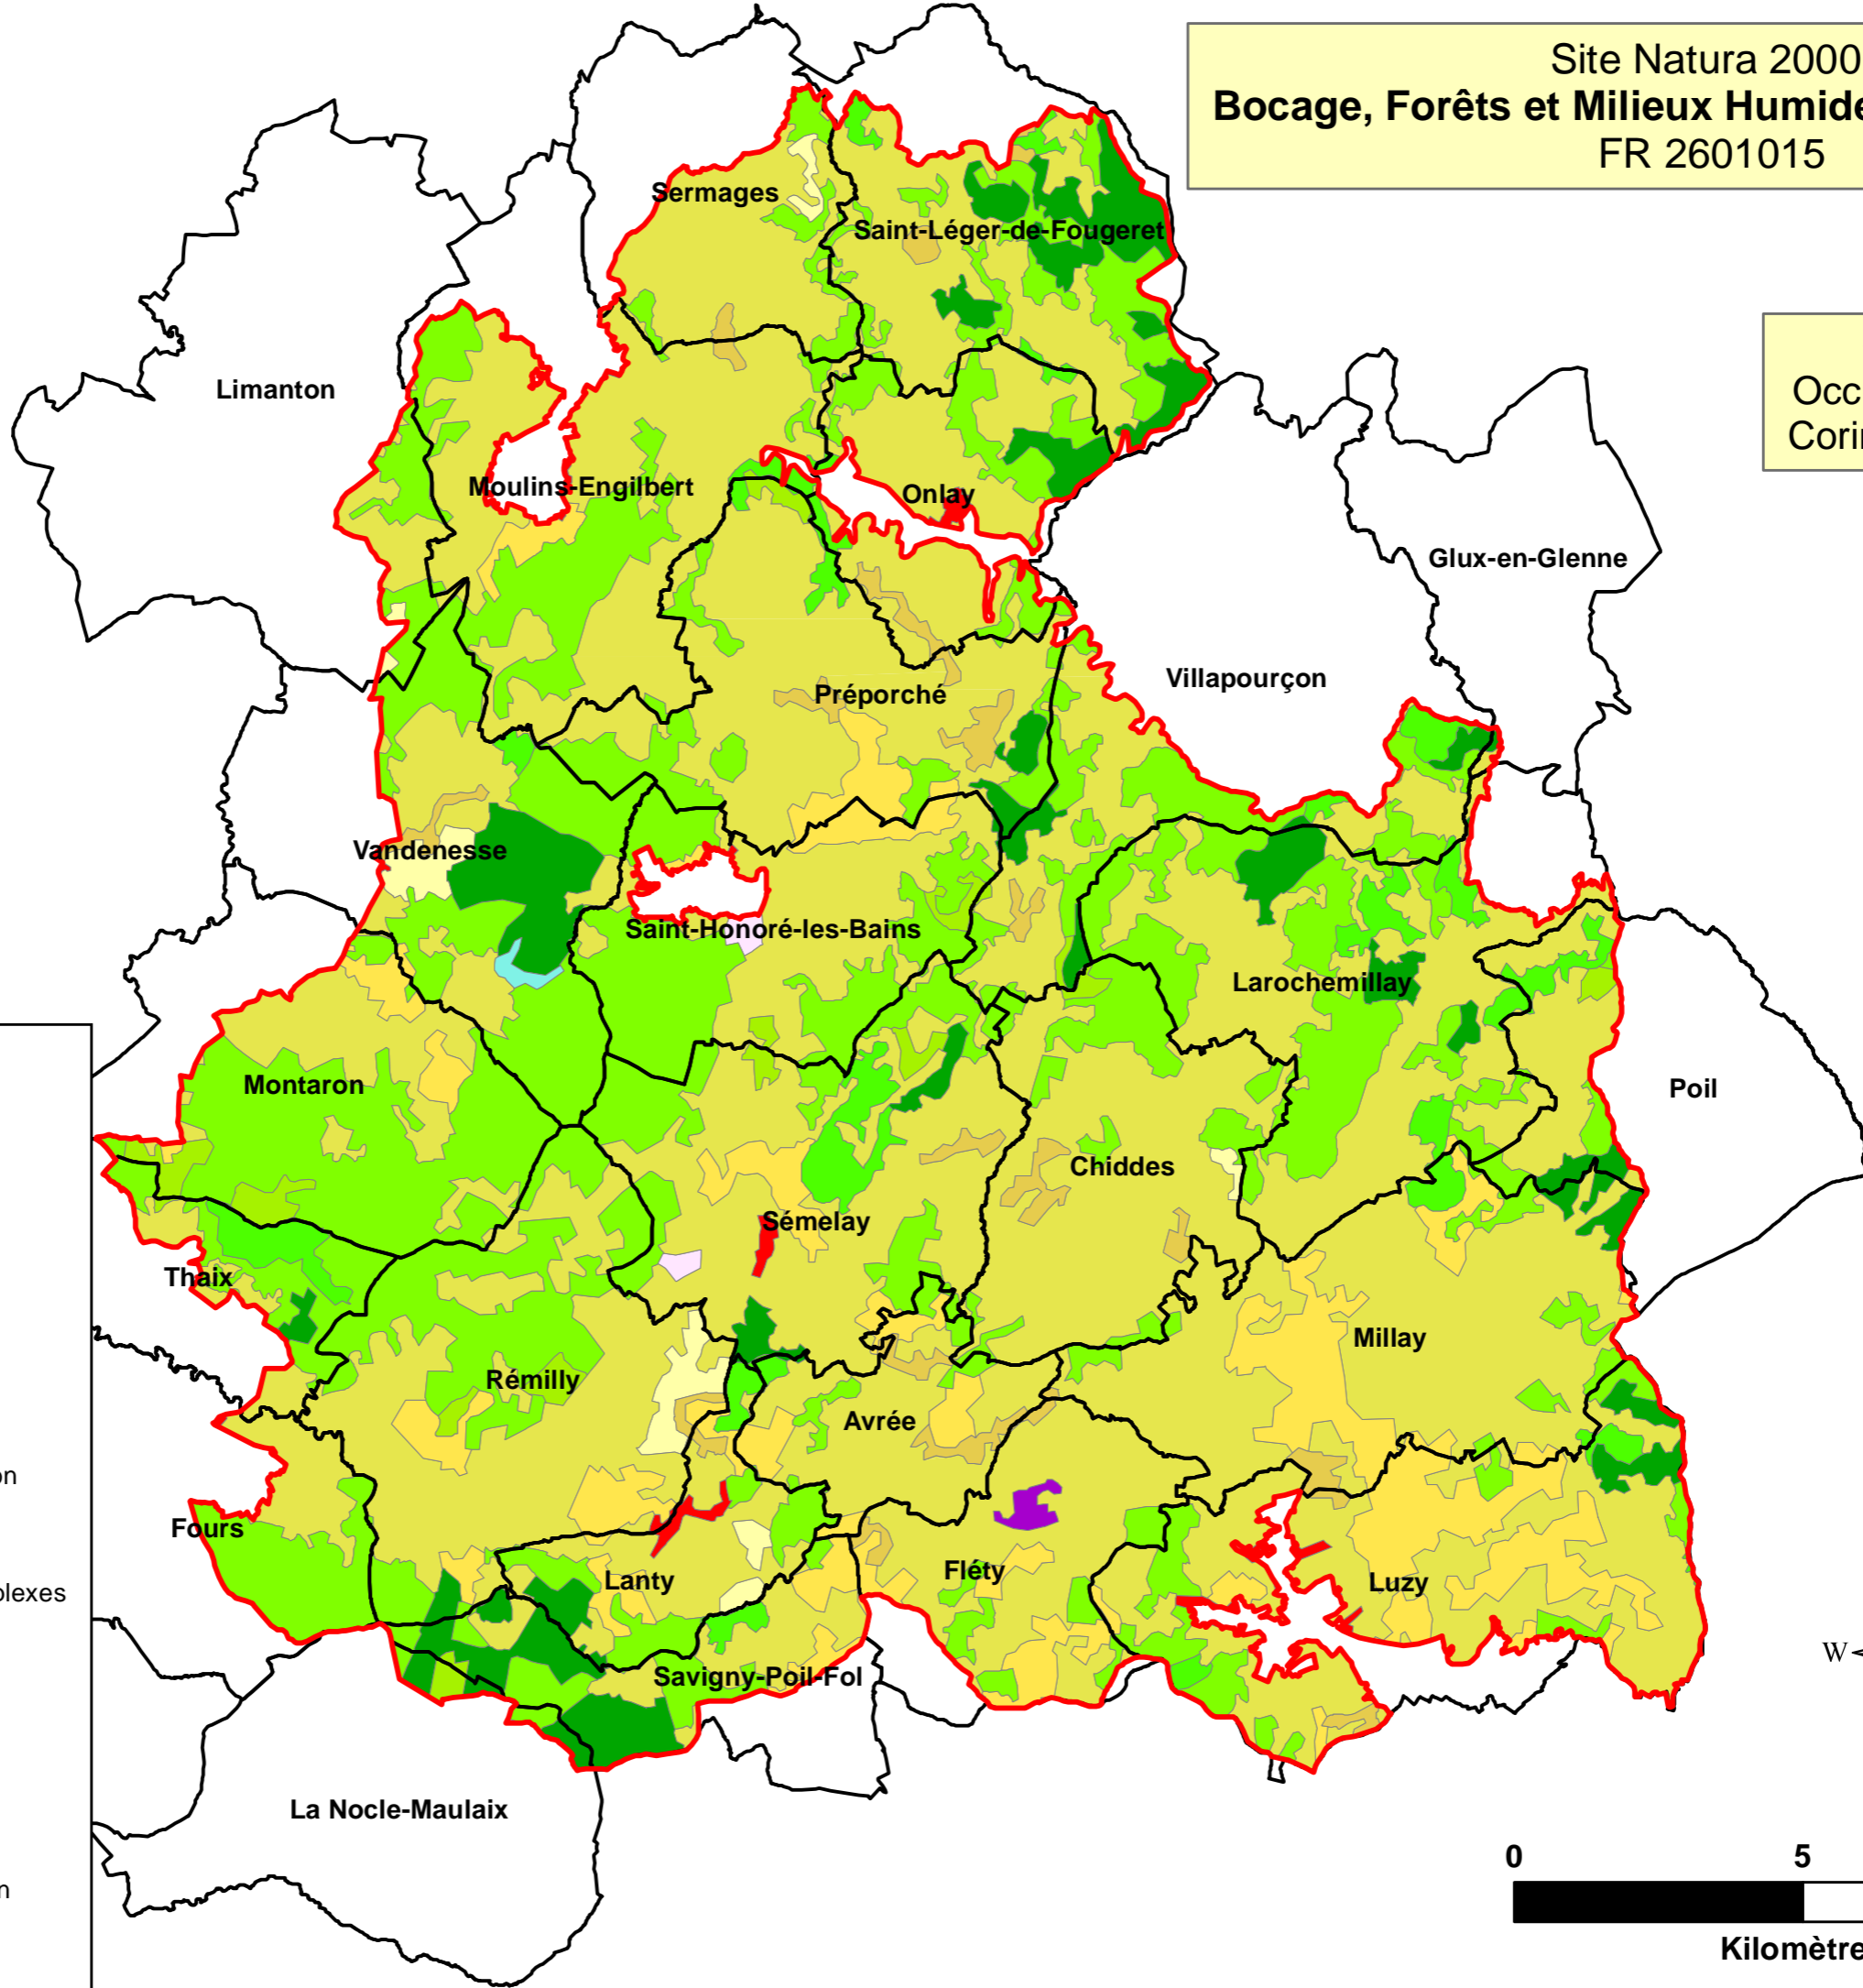 Site Natura 2000
Bocage, Forêts et Milieux Humide
FR 2601015
Sermages
Saint-Léger-de-Fougeret
Limanton
Occ
Corin
Moulins-Engilbert
Onlay
Glux-en-Glenne
Villapourçon
Préporché
Vandenesse
Saint-Honoré-les-Bains
Larochemillay
Montaron
Poil
Chiddes
Sémelay
Thaix
Millay
Rémilly
Avrée
on
Fours
Fléty
Lanty
Luzy
plexes
W
Savigny-Poil-Fol
La Nocle-Maulaix
0 5
n
Kilomètre